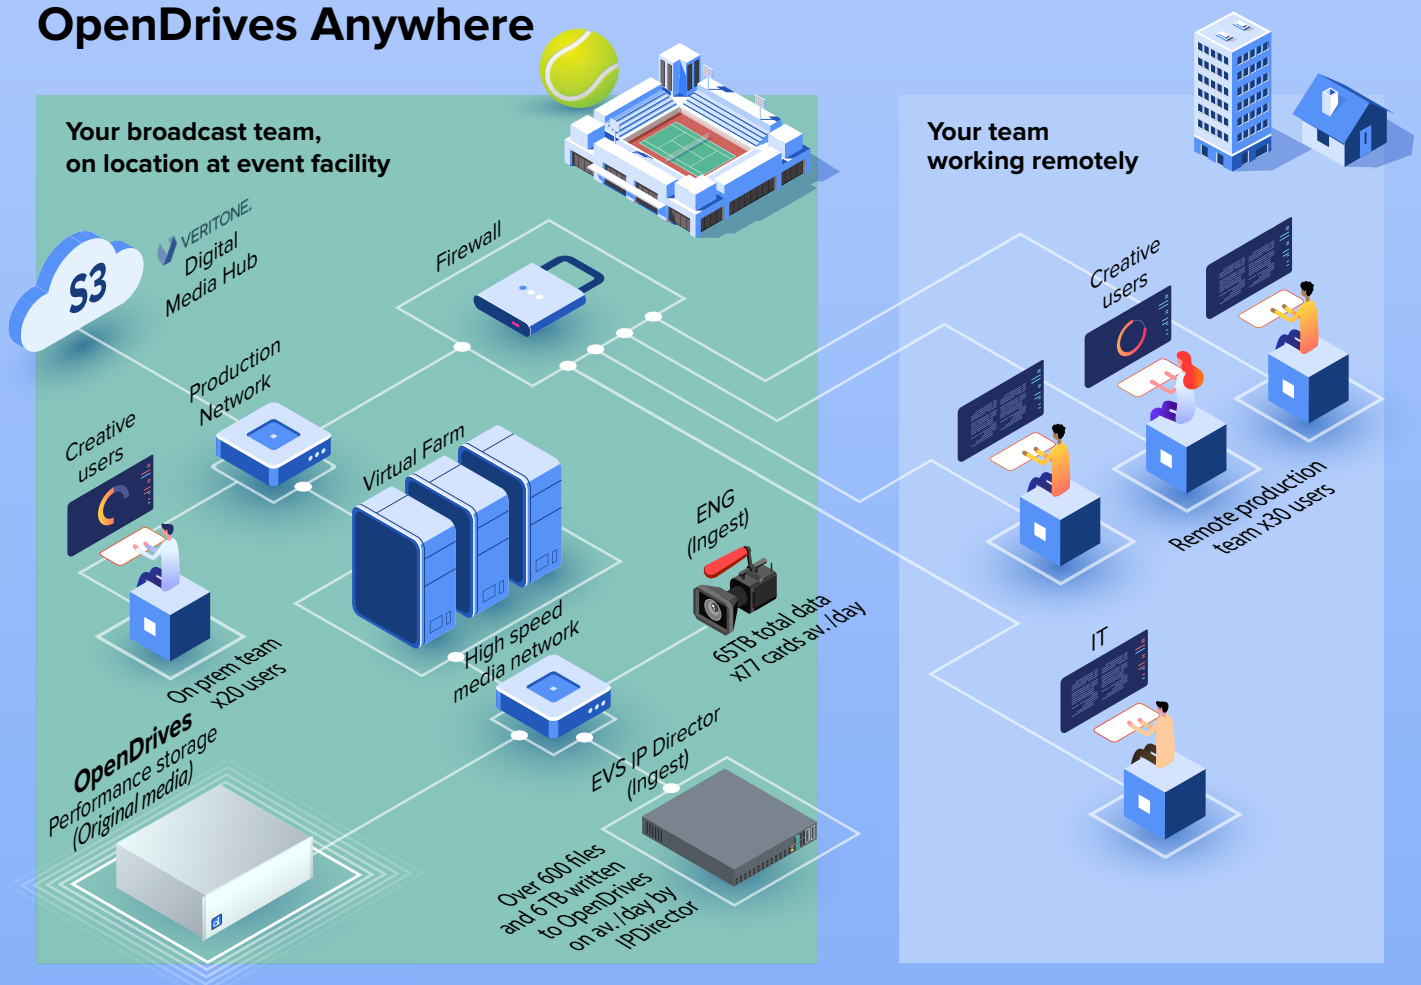 OpenDrives Anywhere
Your broadcast team,
on location at event facility
Your team
working remotely
VERITONE
Digital
Media Hub
S3
Firewall
Production
Network
Creative
users
Virtual Farm
ENG
(Ingest)
65TB total data
x77 cards av. /day
High speed
media network
On prem team
x20 users
OpenDrives
Performance storage
(Original media)
EVS IP Director
(Ingest)
Over 600 files
and 6TB written
to OpenDrives
on av. /day by
IPDirector
Creative
users
Remote production
team x30 users
IT